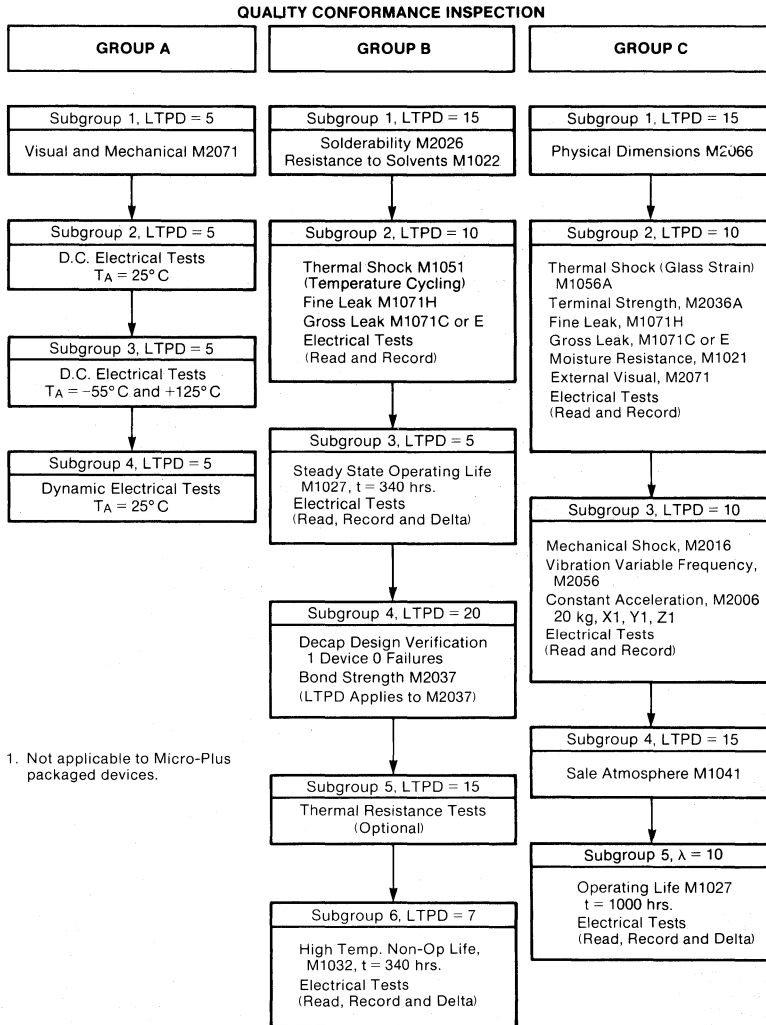 QUALITY CONFORMANCE INSPECTION
GROUP A
Subgroup 1, LTPD = 5
Visual and Mechanical M2071
Subgroup 2, LTPD = 5
D.C. Electrical Tests
TA = 25° C
Subgroup 3, LTPD = 5
D.C. Electrical Tests
TA = -55° C and +125° C
Subgroup 4, LTPD = 5
Dynamic Electrical Tests
TA = 25° C
1. Not applicable to Micro-Plus
packaged devices.
GROUP B
Subgroup 1, LTPD = 15
Solderability M2026
Resistance to Solvents M1022
Subgroup 2, LTPD = 10
Thermal Shock M1051
(Temperature Cycling)
Fine Leak M1071H
Gross Leak M1071C or E
Electrical Tests
(Read and Record)
Subgroup 3, LTPD = 5
Steady State Operating Life
M1027, t = 340 hrs.
Electrical Tests
(Read, Record and Delta)
Subgroup 4, LTPD = 20
Decap Design Verification
1 Device 0 Failures
Bond Strength M2037
(LTPD Applies to M2037)
Subgroup 5, LTPD = 15
Thermal Resistance Tests
(Optional)
Subgroup 6, LTPD = 7
High Temp. Non-Op Life,
M1032, t = 340 hrs.
Electrical Tests
(Read, Record and Delta)
GROUP C
Subgroup 1, LTPD = 15
Physical Dimensions M2066
Subgroup 2, LTPD = 10
Thermal Shock (Glass Strain)
M1056A
Terminal Strength, M2036A
Fine Leak, M1071H
Gross Leak, M1071C or E
Moisture Resistance, M1021
External Visual, M2071
Electrical Tests
(Read and Record)
Subgroup 3, LTPD = 10
Mechanical Shock, M2016
Vibration Variable Frequency,
M2056
Constant Acceleration, M2006
20 kg, X1, Y1, Z1
Electrical Tests
(Read and Record)
Subgroup 4, LTPD = 15
Sale Atmosphere M1041
Subgroup 5, λ = 10
Operating Life M1027
t = 1000 hrs.
Electrical Tests
(Read, Record and Delta)